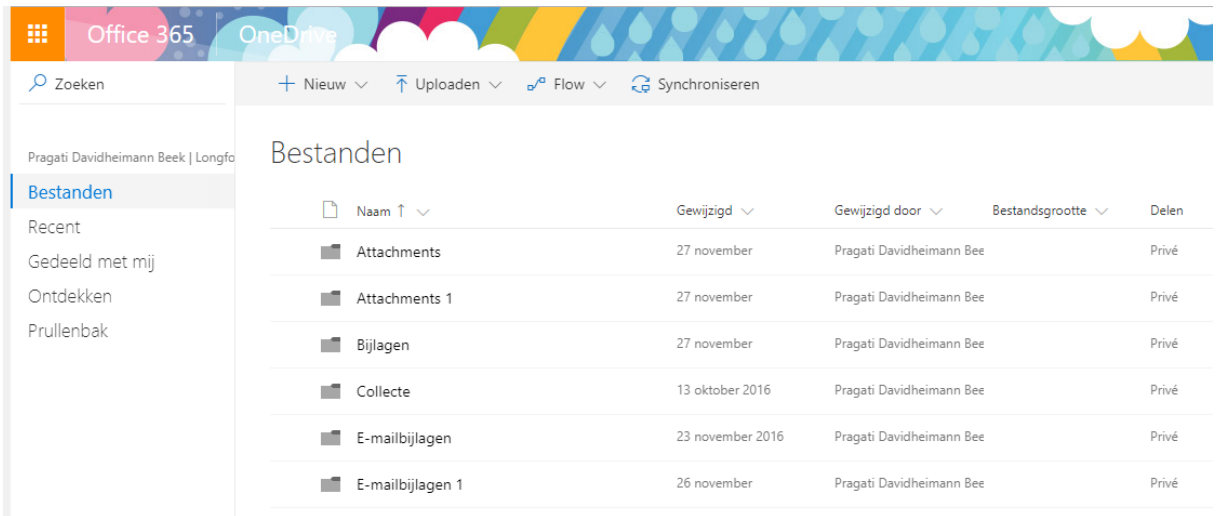 Office 365 OneDrive
Zoeken
Nieuw Uploaden Flow Synchroniseren
Pragati Davidheimann Beek | Longfo
Bestanden
Recent
Gedeeld met mij
Ontdekken
Prullenbak
Bestanden
Naam Gewijzigd Gewijzigd door Bestandsgrootte Delen
Attachments 27 november Pragati Davidheimann Bee Privé
Attachments 1 27 november Pragati Davidheimann Bee Privé
Bijlagen 27 november Pragati Davidheimann Bee Privé
Collecte 13 oktober 2016 Pragati Davidheimann Bee Privé
E-mailbijlagen 23 november 2016 Pragati Davidheimann Bee Privé
E-mailbijlagen 1 26 november Pragati Davidheimann Bee Privé